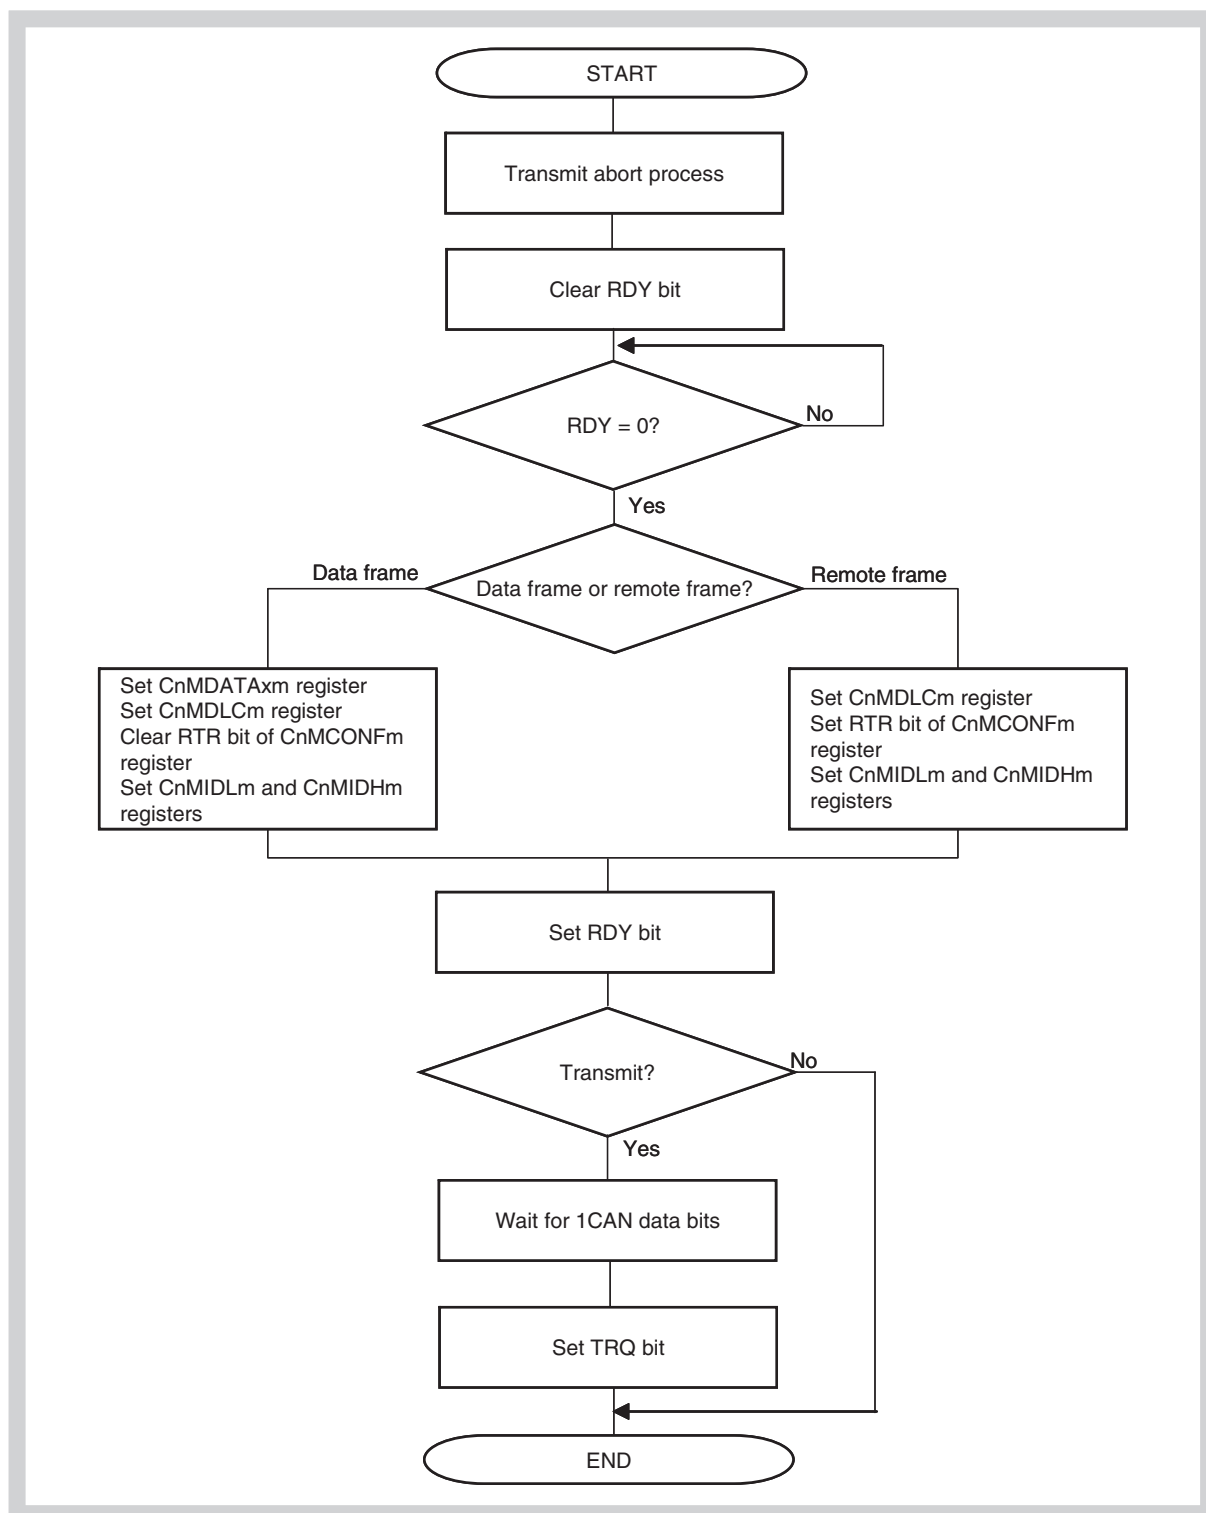 START
Transmit abort process
Clear RDY bit
RDY = 0?
No
Yes
Data frame or remote frame?
Data frame
Remote frame
Set CnMDATAxm register
Set CnMDLCm register
Clear RTR bit of CnMCONFm
register
Set CnMIDLm and CnMIDHm
registers
Set CnMDLCm register
Set RTR bit of CnMCONFm
register
Set CnMIDLm and CnMIDHm
registers
Set RDY bit
Transmit?
No
Yes
Wait for 1CAN data bits
Set TRQ bit
END